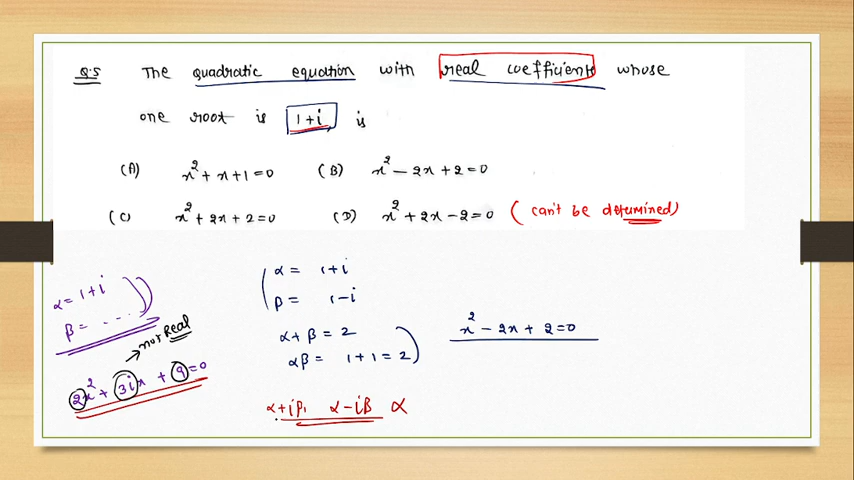 Q.5 The quadratic equation with real coefficients whose
one root is 1+i is
(A) x² + x + 1 = 0 (B) x² − 2x + 2 = 0
(C) x² + 2x + 2 = 0 (D) x² + 2x − 2 = 0 (can't be determined)
α = 1+i
β = 1−i
α+β = 2
αβ = 1+1 = 2
x² − 2x + 2 = 0
α+iβ, α−iβ α
α = 1+i
β = ....
→ not Real
2x² + 3ix + 9 = 0